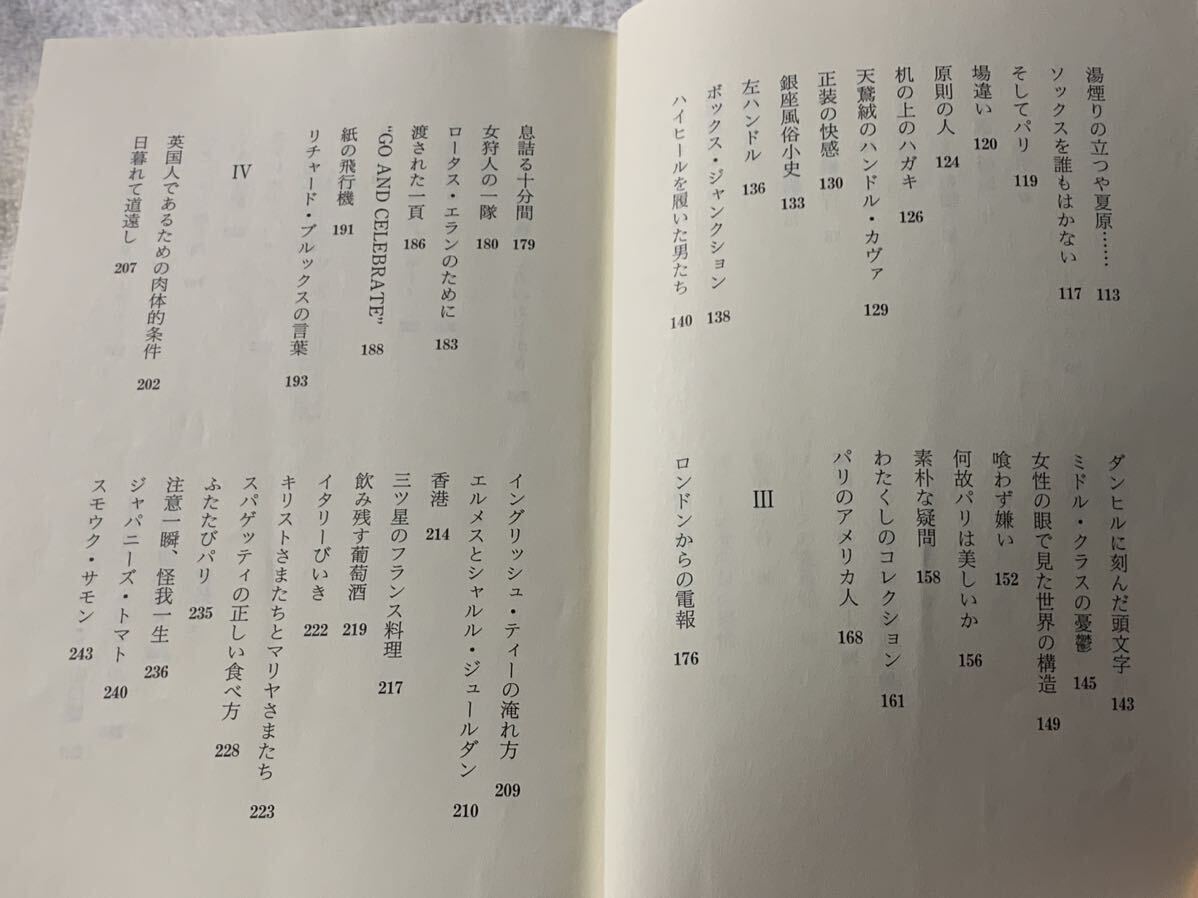 湯煙りの立つや夏原…… 113
ソックスを誰もはかない 117
そしてパリ 119
場違い 120
原則の人 124
机の上のハガキ 126
天鵞絨のハンドル・カヴァ 129
正装の快感 130
銀座風俗小史 133
左ハンドル 136
ボックス・ジャンクション 138
ハイヒールを履いた男たち 140
ダンヒルに刻んだ頭文字 143
ミドル・クラスの憂鬱 145
女性の眼で見た世界の構造 149
喰わず嫌い 152
何故パリは美しいか 156
素朴な疑問 158
わたくしのコレクション 161
パリのアメリカ人 168
III
ロンドンからの電報 176
息詰る十分間 179
女狩人の一隊 180
ロータス・エランのために 183
渡された一頁 186
"GO AND CELEBRATE" 188
紙の飛行機 191
リチャード・ブルックスの言葉 193
IV
英国人であるための肉体的条件 202
日暮れて道遠し 207
イングリッシュ・ティーの淹れ方 209
エルメスとシャルル・ジュールダン 210
香港 214
三ツ星のフランス料理 217
飲み残す葡萄酒 219
イタリーびいき 222
キリストさまたちとマリヤさまたち 223
スパゲッティの正しい食べ方 228
ふたたびパリ 235
注意一瞬、怪我一生 236
ジャパニーズ・トマト 240
スモウク・サモン 243